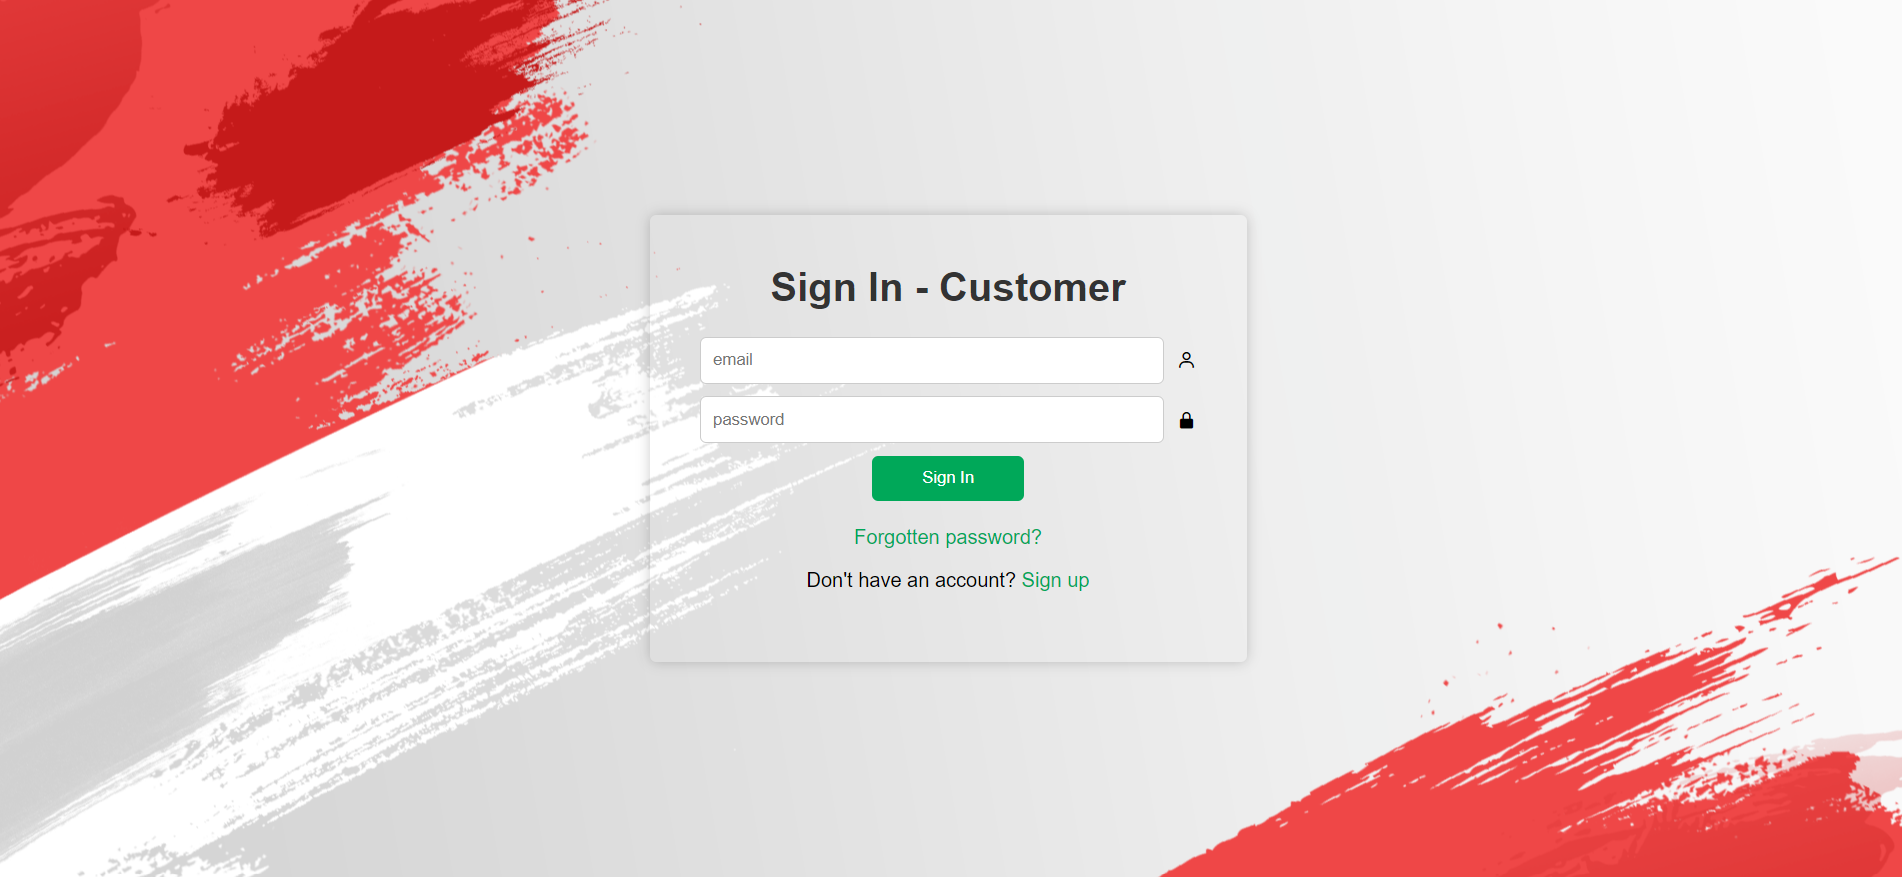 Sign In - Customer
email
password
Sign In
Forgotten password?
Don't have an account? Sign up